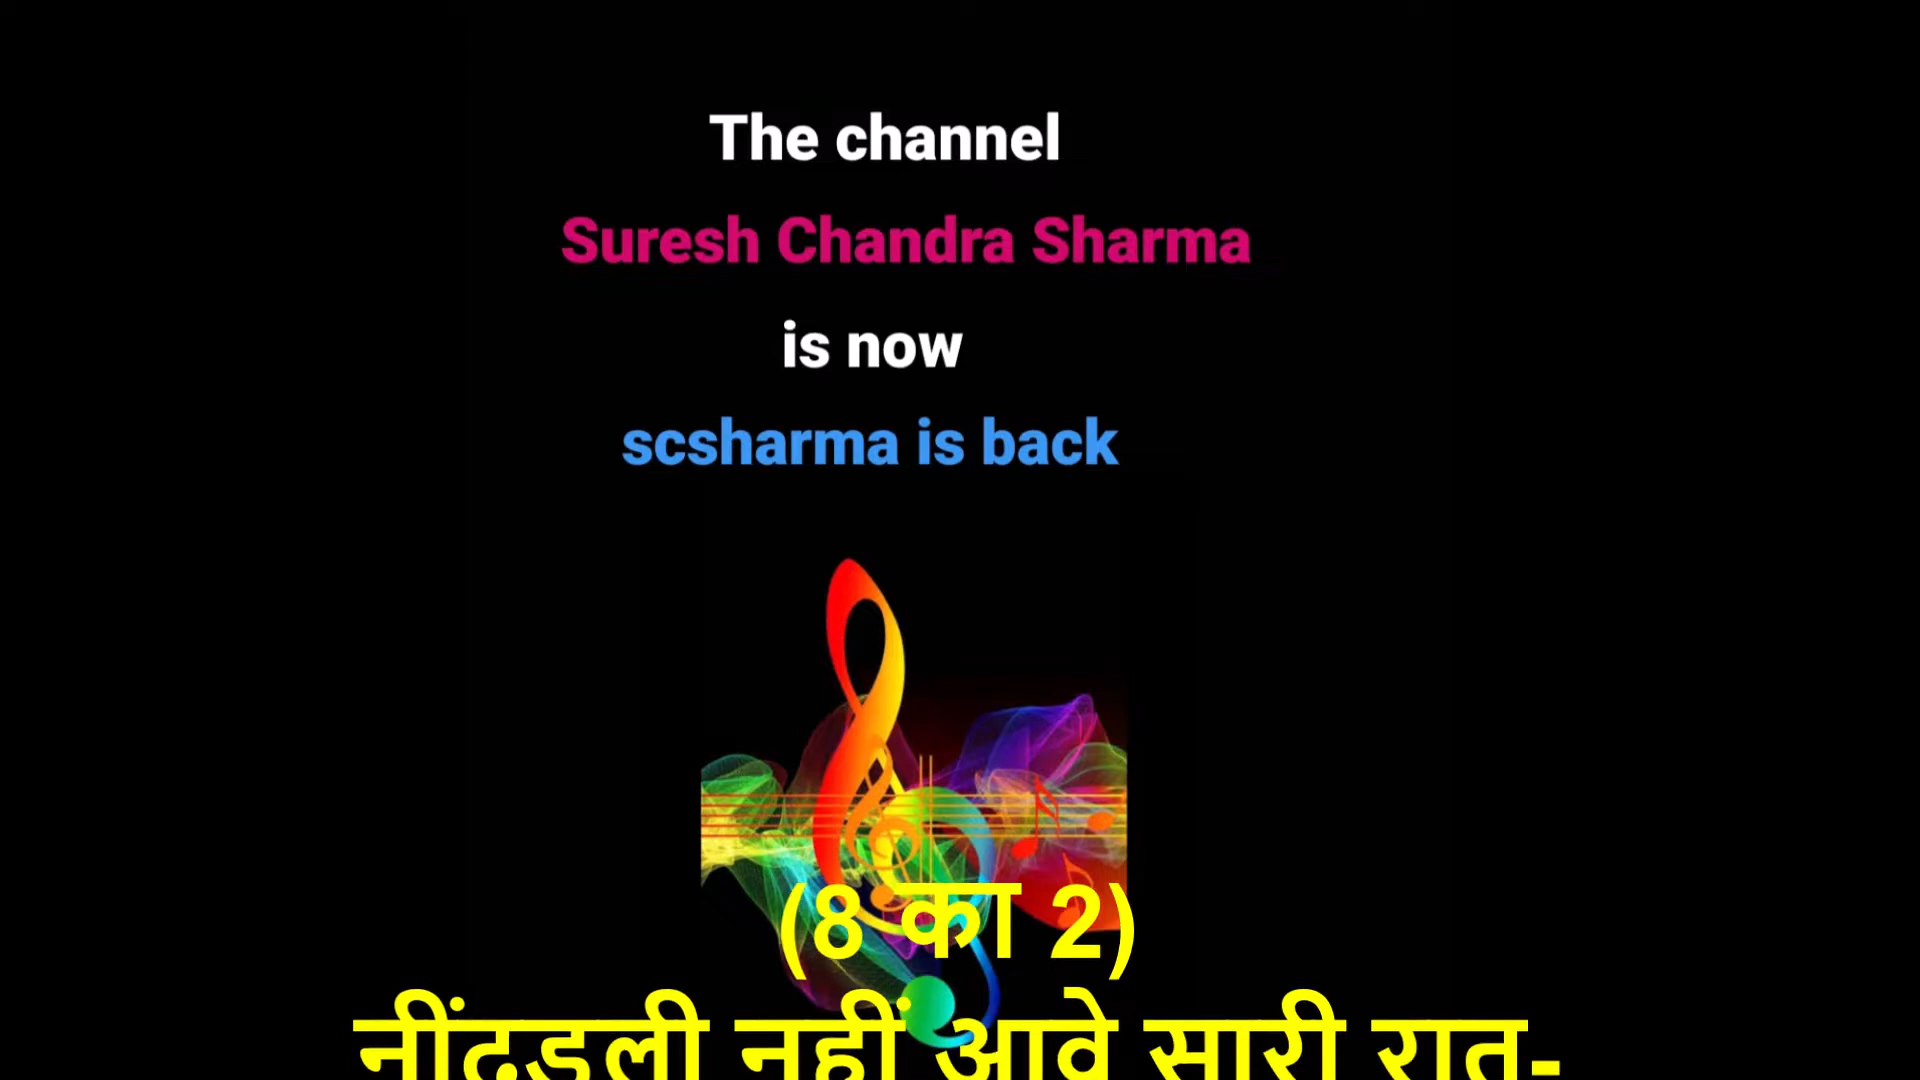 The channel
Suresh Chandra Sharma
is now
scsharma is back
(8 का 2)
नींदड़ली नहीं आवे सारी रात-